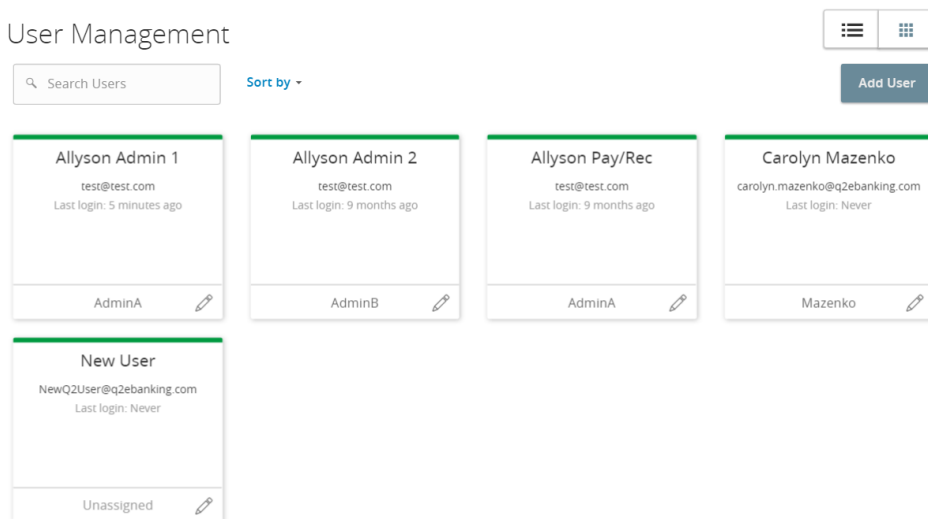 User Management
Search Users
Sort by
Add User
Allyson Admin 1
test@test.com
Last login: 5 minutes ago
AdminA
Allyson Admin 2
test@test.com
Last login: 9 months ago
AdminB
Allyson Pay/Rec
test@test.com
Last login: 9 months ago
AdminA
Carolyn Mazenko
carolyn.mazenko@q2ebanking.com
Last login: Never
Mazenko
New User
NewQ2User@q2ebanking.com
Last login: Never
Unassigned